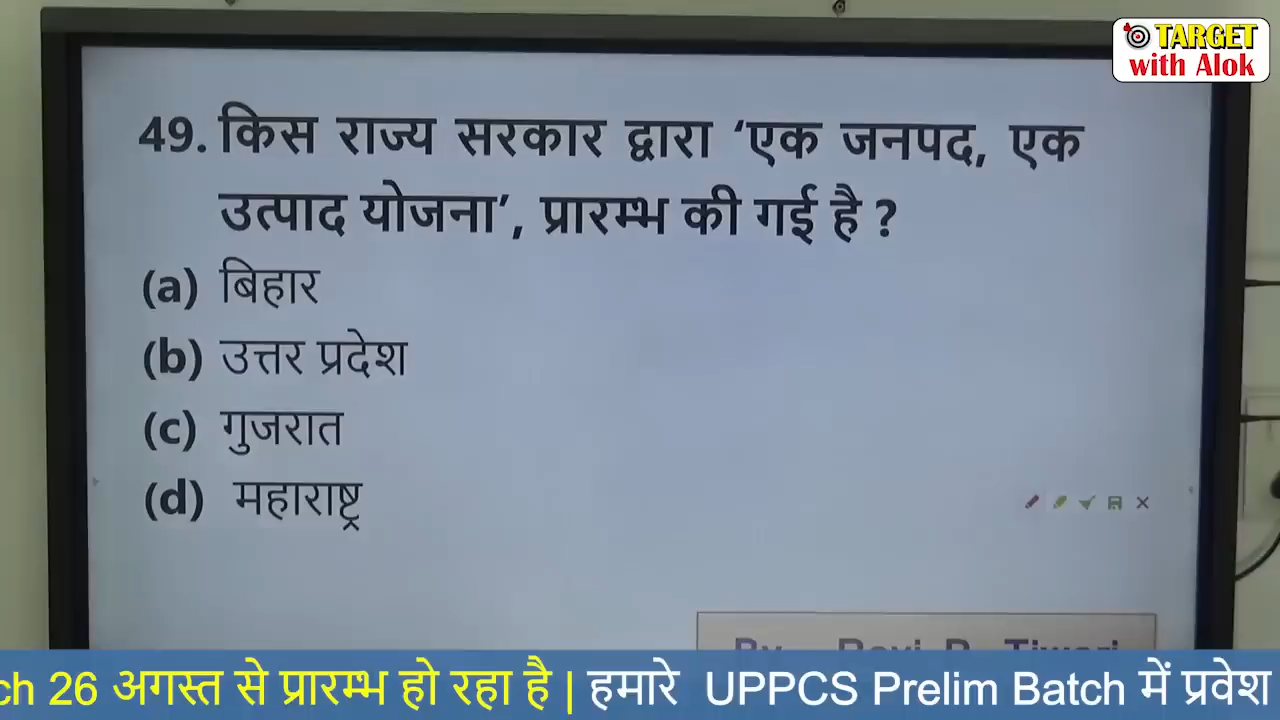 TARGET
with Alok
49. किस राज्य सरकार द्वारा ‘एक जनपद, एक
उत्पाद योजना’, प्रारम्भ की गई है ?
(a) बिहार
(b) उत्तर प्रदेश
(c) गुजरात
(d) महाराष्ट्र
26 अगस्त से प्रारम्भ हो रहा है | हमारे UPPCS Prelim Batch में प्रवेश